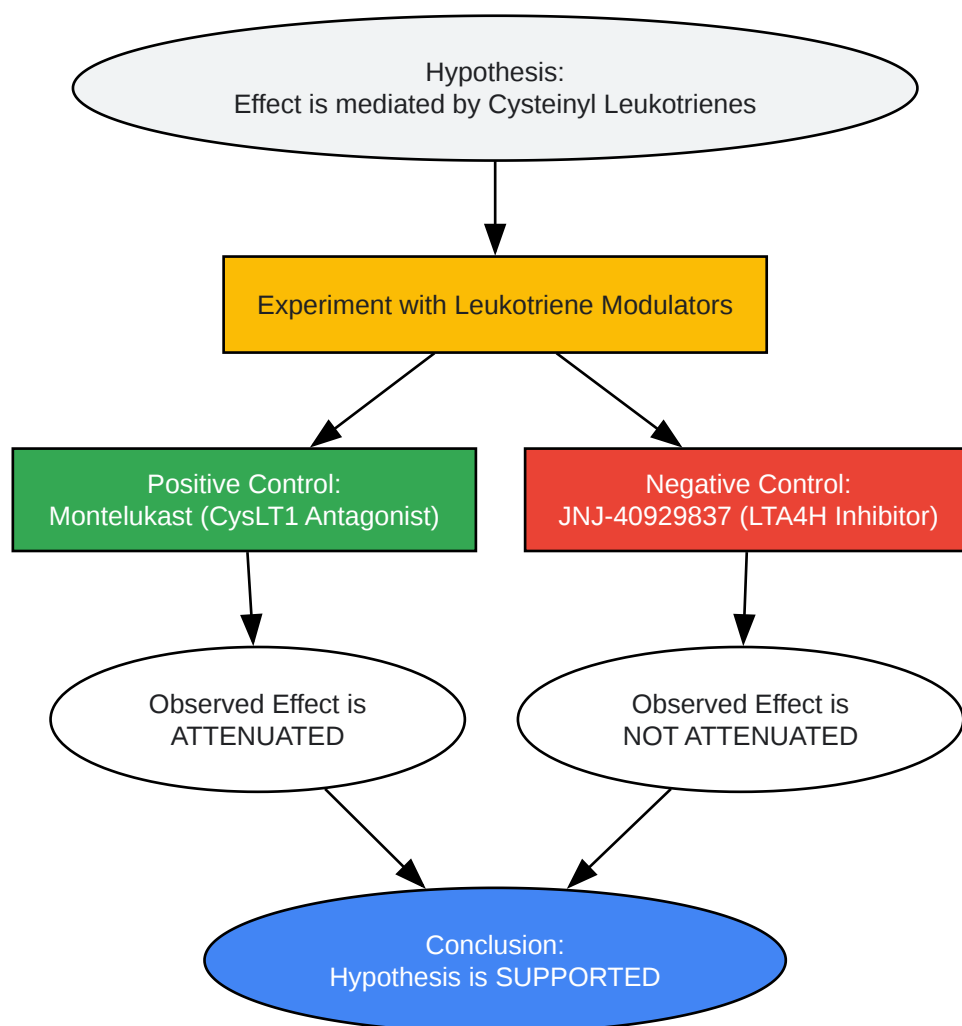 Hypothesis:
Effect is mediated by Cysteinyl Leukotrienes
Experiment with Leukotriene Modulators
Positive Control:
Montelukast (CysLT1 Antagonist)
Negative Control:
JNJ-40929837 (LTA4H Inhibitor)
Observed Effect is
ATTENUATED
Observed Effect is
NOT ATTENUATED
Conclusion:
Hypothesis is SUPPORTED